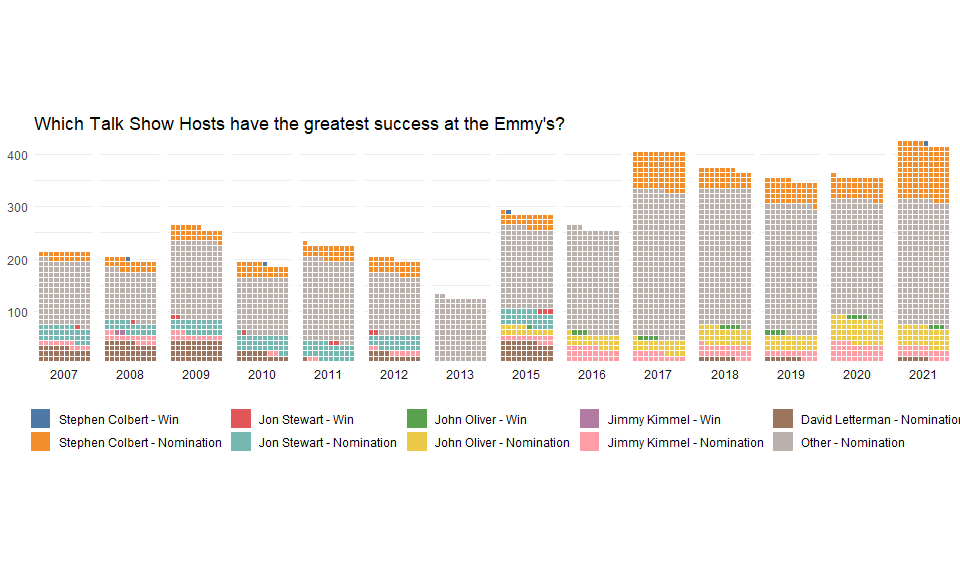 Which Talk Show Hosts have the greatest success at the Emmy's?
400
300
200
100
2007 2008 2009 2010 2011 2012 2013 2015 2016 2017 2018 2019 2020 2021
Stephen Colbert - Win Jon Stewart - Win John Oliver - Win Jimmy Kimmel - Win David Letterman - Nomination
Stephen Colbert - Nomination Jon Stewart - Nomination John Oliver - Nomination Jimmy Kimmel - Nomination Other - Nomination